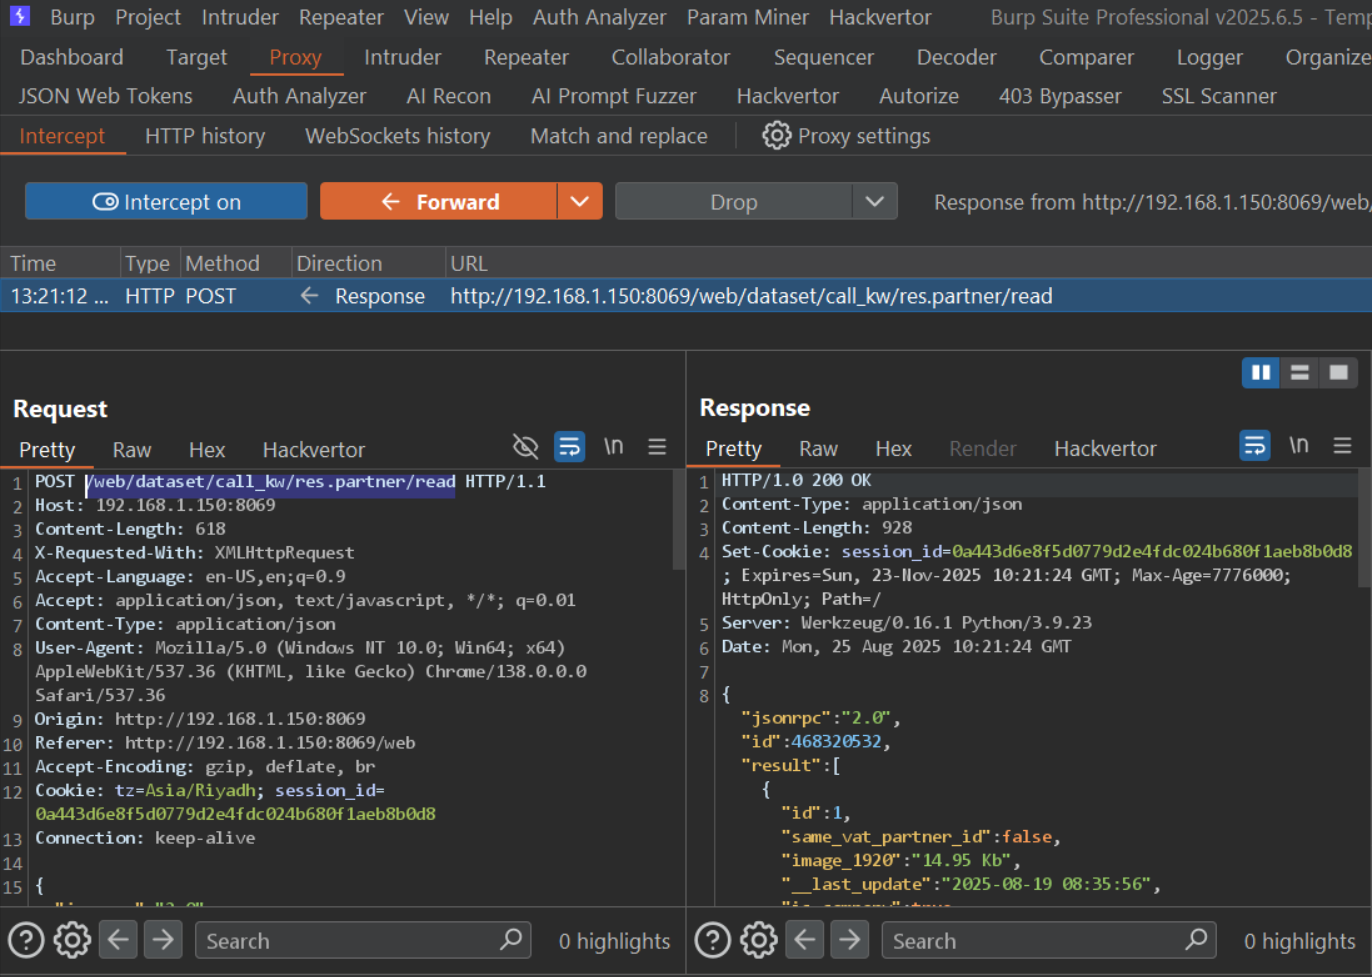 Burp Project Intruder Repeater View Help Auth Analyzer Param Miner Hackvertor Burp Suite Professional v2025.6.5 - Temp
Dashboard Target Proxy Intruder Repeater Collaborator Sequencer Decoder Comparer Logger Organize
JSON Web Tokens Auth Analyzer AI Recon AI Prompt Fuzzer Hackvertor Autorize 403 Bypasser SSL Scanner
Intercept HTTP history WebSockets history Match and replace Proxy settings
Intercept on Forward Drop Response from http://192.168.1.150:8069/web/
Time Type Method Direction URL
13:21:12 ... HTTP POST ← Response http://192.168.1.150:8069/web/dataset/call_kw/res.partner/read
Request
Pretty Raw Hex Hackvertor \n
1 POST /web/dataset/call_kw/res.partner/read HTTP/1.1
2 Host: 192.168.1.150:8069
3 Content-Length: 618
4 X-Requested-With: XMLHttpRequest
5 Accept-Language: en-US,en;q=0.9
6 Accept: application/json, text/javascript, */*; q=0.01
7 Content-Type: application/json
8 User-Agent: Mozilla/5.0 (Windows NT 10.0; Win64; x64)
AppleWebKit/537.36 (KHTML, like Gecko) Chrome/138.0.0.0
Safari/537.36
9 Origin: http://192.168.1.150:8069
10 Referer: http://192.168.1.150:8069/web
11 Accept-Encoding: gzip, deflate, br
12 Cookie: tz=Asia/Riyadh; session_id=
0a443d6e8f5d0779d2e4fdc024b680f1aeb8b0d8
13 Connection: keep-alive
14
15 {
Search 0 highlights
Response
Pretty Raw Hex Render Hackvertor \n
1 HTTP/1.0 200 OK
2 Content-Type: application/json
3 Content-Length: 928
4 Set-Cookie: session_id=0a443d6e8f5d0779d2e4fdc024b680f1aeb8b0d8
; Expires=Sun, 23-Nov-2025 10:21:24 GMT; Max-Age=7776000;
HttpOnly; Path=/
5 Server: Werkzeug/0.16.1 Python/3.9.23
6 Date: Mon, 25 Aug 2025 10:21:24 GMT
7
8 {
"jsonrpc":"2.0",
"id":468320532,
"result":[
{
"id":1,
"same_vat_partner_id":false,
"image_1920":"14.95 Kb",
"__last_update":"2025-08-19 08:35:56",
Search 0 highlights